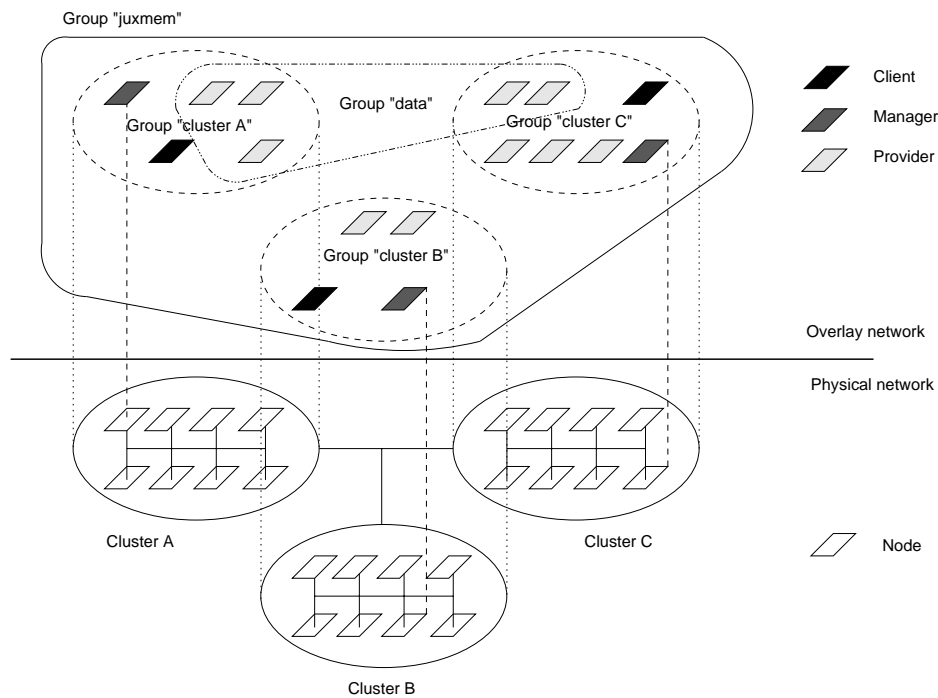 Group "juxmem"
Client
Group "data"
Group "cluster A"
Group "cluster C"
Manager
Provider
Group "cluster B"
Overlay network
Physical network
Cluster A
Cluster C
Node
Cluster B